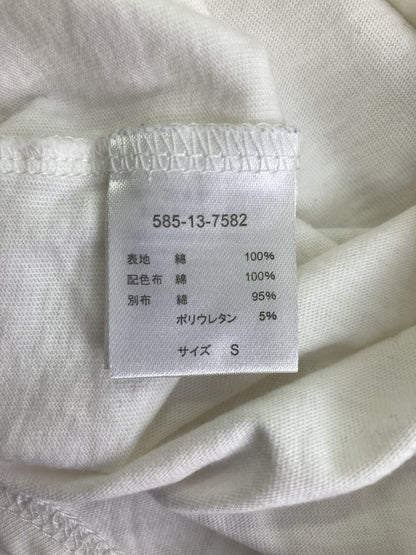 585-13-7582
表地 綿 100%
配色布 綿 100%
別布 綿 95%
ポリウレタン 5%
サイズ S